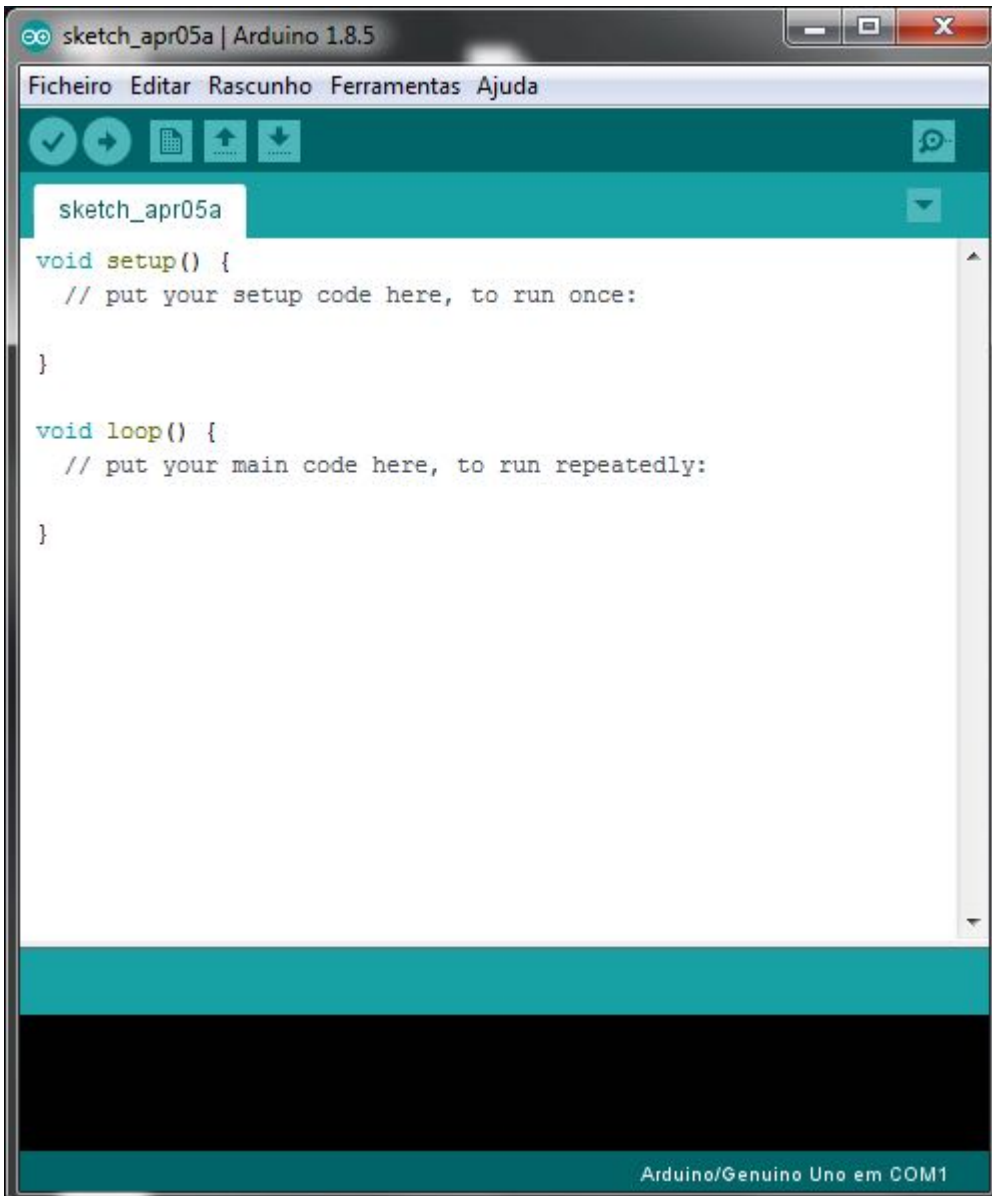 sketch_apr05a | Arduino 1.8.5
Ficheiro Editar Rascunho Ferramentas Ajuda
sketch_apr05a
void setup() {
  // put your setup code here, to run once:
}
void loop() {
  // put your main code here, to run repeatedly:
}
Arduino/Genuino Uno em COM1